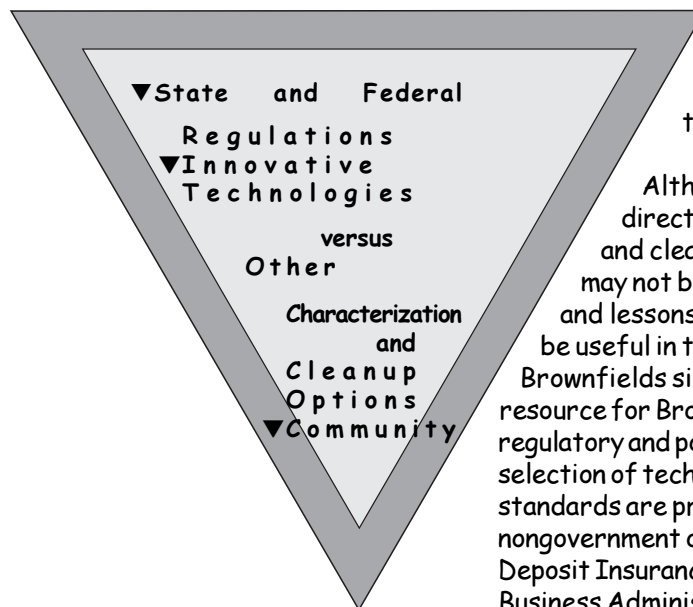 ▼State and Federal
Regulations
▼Innovative
Technologies
versus
Other
Characterization
and
Cleanup
Options
▼Community
t
Alth
direct
and clea
may not b
and lessons
be useful in t
Brownfields si
resource for Bro
regulatory and po
selection of tech
standards are pr
nongovernment o
Deposit Insuranc
Business Adminis